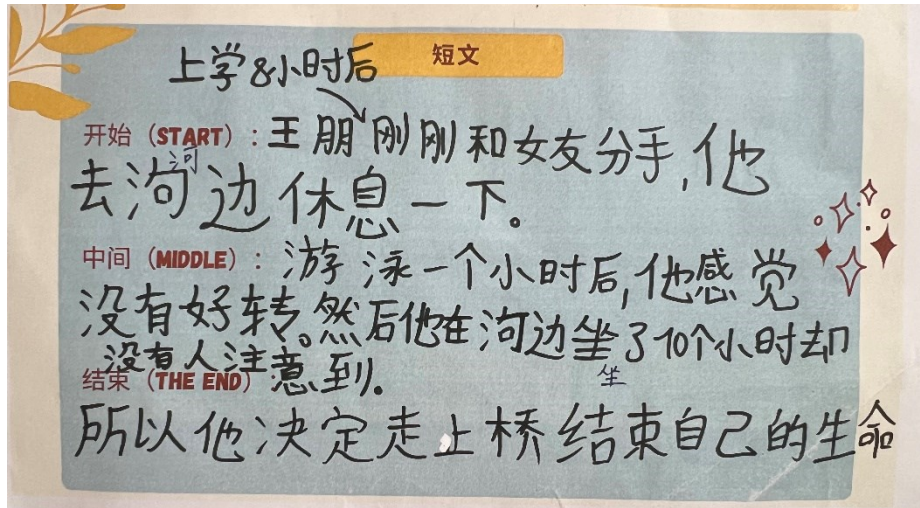 短文
上学8小时后
开始（START）：王朋刚刚和女友分手,他
河
去河边休息一下。
中间（MIDDLE）：游泳一个小时后,他感觉
没有好转。然后他在河边坐了10个小时却
没有人注意到.
坐
结束（THE END）
所以他决定走上桥结束自己的生命